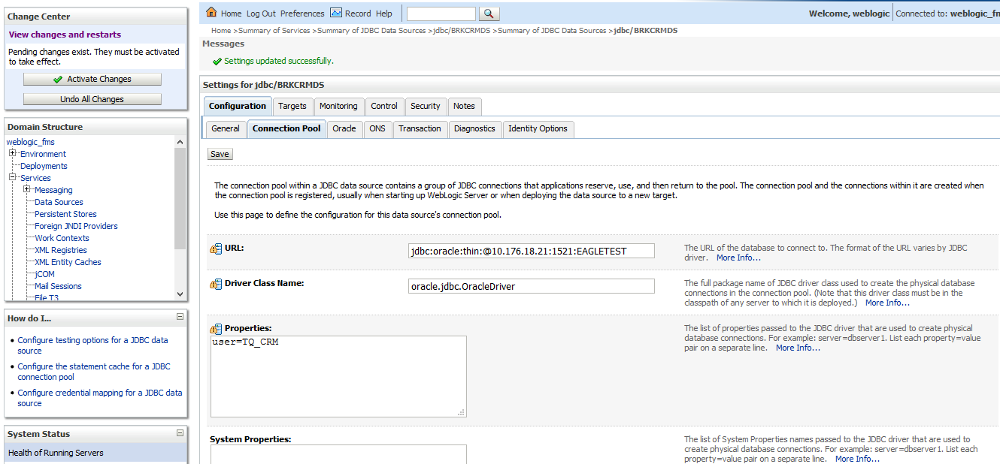 Change Center
View changes and restarts
Pending changes exist. They must be activated
to take effect.
Activate Changes
Undo All Changes
Domain Structure
weblogic_fms
Environment
Deployments
Services
Messaging
Data Sources
Persistent Stores
Foreign JNDI Providers
Work Contexts
XML Registries
XML Entity Caches
jCOM
Mail Sessions
File T3
How do I...
Configure testing options for a JDBC data
source
Configure the statement cache for a JDBC
connection pool
Configure credential mapping for a JDBC data
source
System Status
Health of Running Servers
Home Log Out Preferences Record Help
Welcome, weblogic Connected to: weblogic_fm
Home >Summary of Services >Summary of JDBC Data Sources >jdbc/BRKCRMDS >Summary of JDBC Data Sources >jdbc/BRKCRMDS
Messages
Settings updated successfully.
Settings for jdbc/BRKCRMDS
Configuration Targets Monitoring Control Security Notes
General Connection Pool Oracle ONS Transaction Diagnostics Identity Options
Save
The connection pool within a JDBC data source contains a group of JDBC connections that applications reserve, use, and then return to the pool. The connection pool and the connections within it are created when
the connection pool is registered, usually when starting up WebLogic Server or when deploying the data source to a new target.
Use this page to define the configuration for this data source's connection pool.
URL:
jdbc:oracle:thin:@10.176.18.21:1521:EAGLETEST
The URL of the database to connect to. The format of the URL varies by JDBC
driver. More Info...
Driver Class Name:
oracle.jdbc.OracleDriver
The full package name of JDBC driver class used to create the physical database
connections in the connection pool. (Note that this driver class must be in the
classpath of any server to which it is deployed.) More Info...
Properties:
user=TQ_CRM
The list of properties passed to the JDBC driver that are used to create physical
database connections. For example: server=dbserver1. List each property=value
pair on a separate line. More Info...
System Properties:
The list of System Properties names passed to the JDBC driver that are used to
create physical database connections. For example: server=dbserver1. List each
property=value pair on a separate line. More Info...